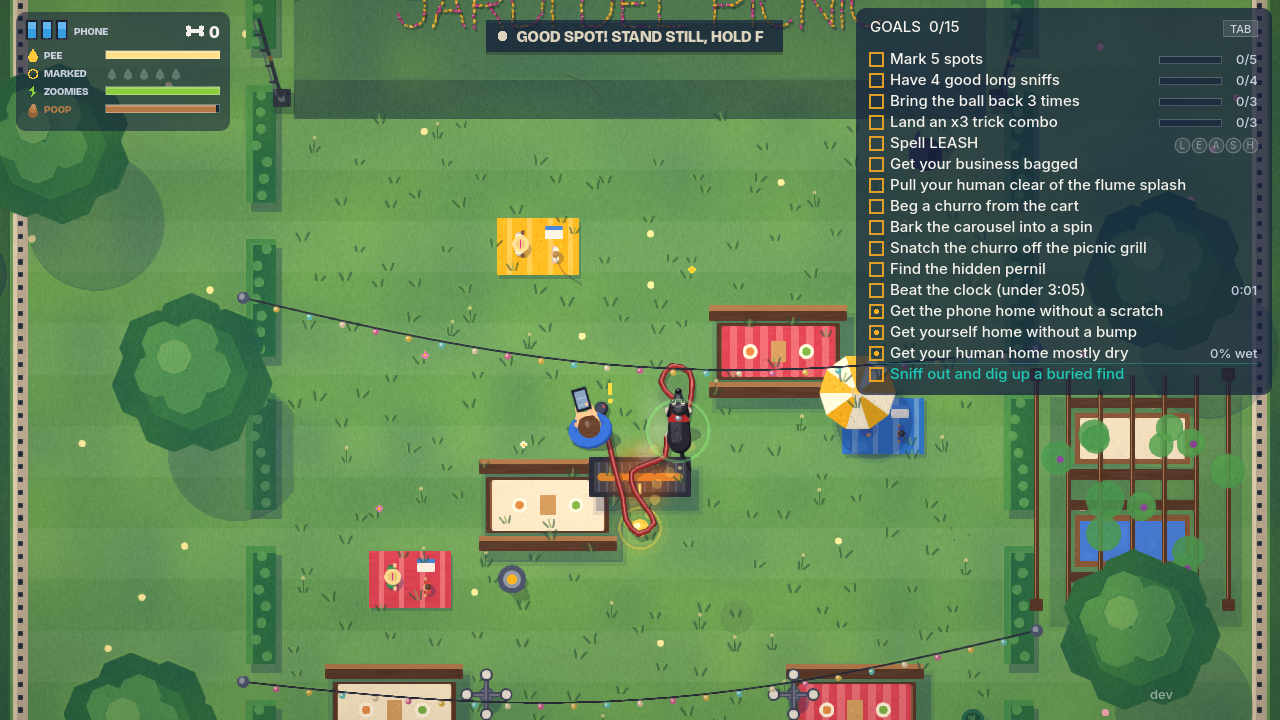 PHONE
0
PEE
MARKED
ZOOMIES
POOP
GOOD SPOT! STAND STILL, HOLD F
GOALS 0/15
TAB
Mark 5 spots 0/5
Have 4 good long sniffs 0/4
Bring the ball back 3 times 0/3
Land an x3 trick combo 0/3
Spell LEASH L E A S H
Get your business bagged
Pull your human clear of the flume splash
Beg a churro from the cart
Bark the carousel into a spin
Snatch the churro off the picnic grill
Find the hidden pernil
Beat the clock (under 3:05) 0:01
Get the phone home without a scratch
Get yourself home without a bump
Get your human home mostly dry 0% wet
Sniff out and dig up a buried find
!
dev